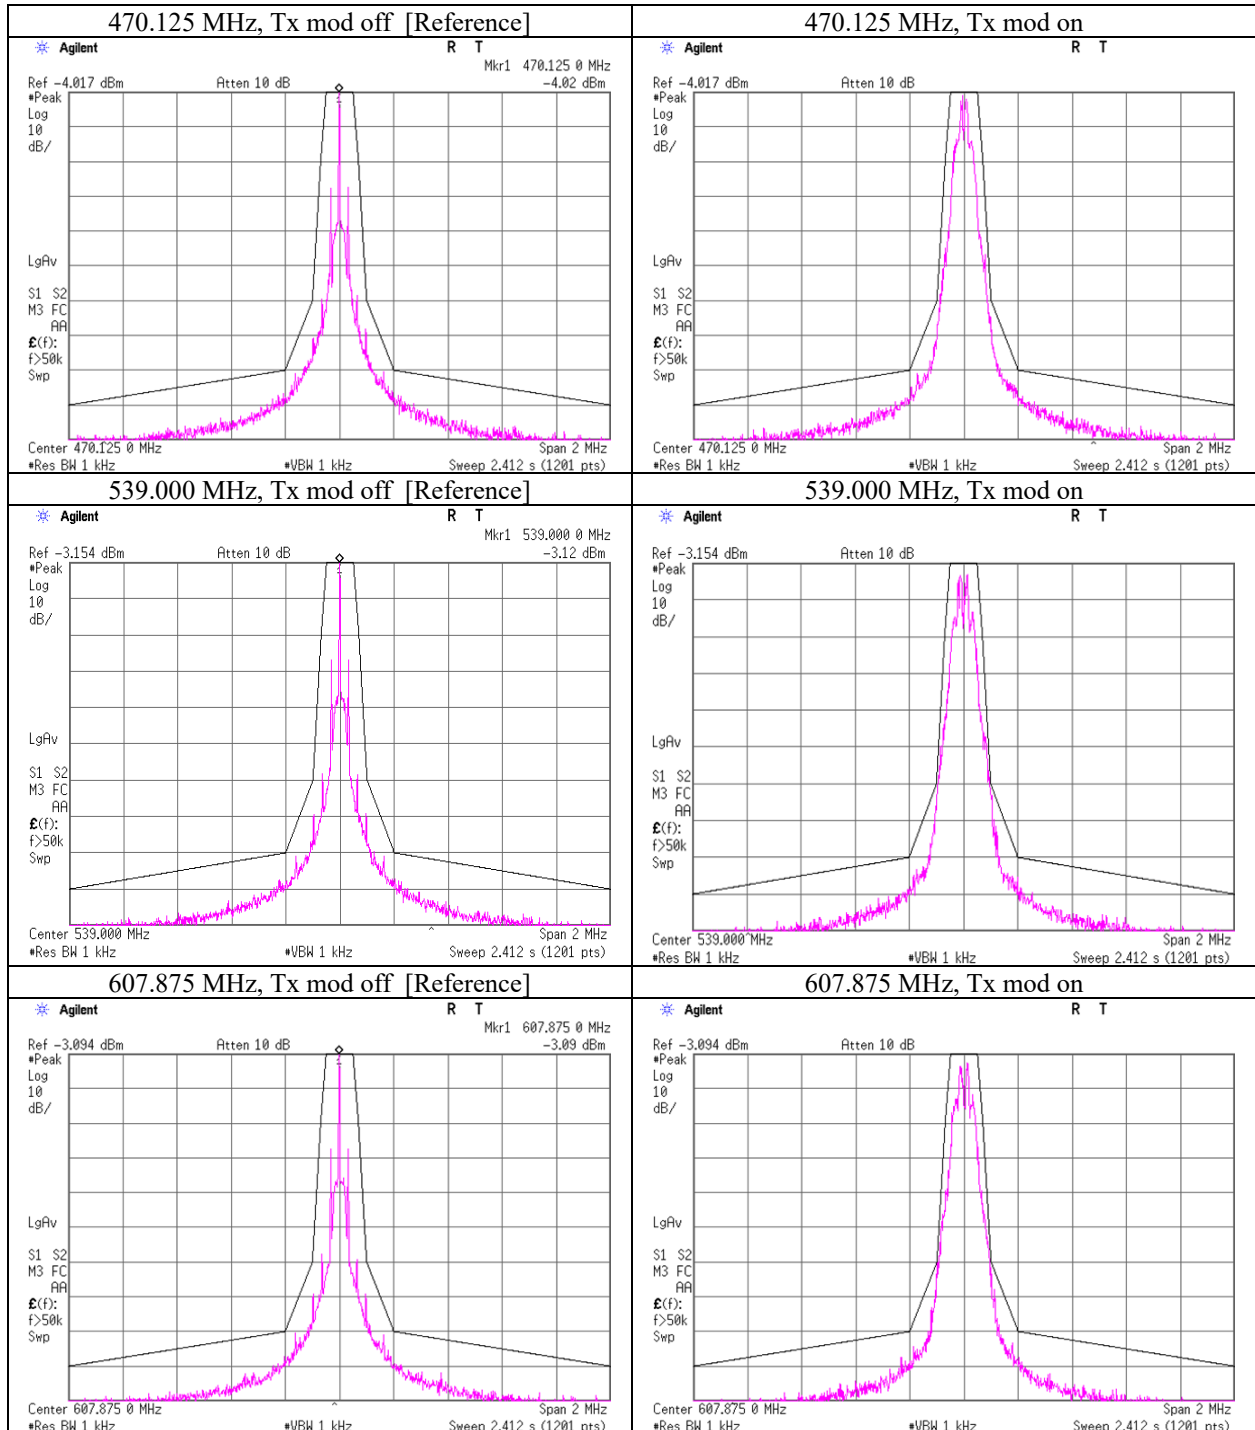 470.125 MHz, Tx mod off [Reference]
470.125 MHz, Tx mod on
Agilent
R T
Mkr1 470.125 0 MHz
Ref -4.017 dBm
Atten 10 dB
-4.02 dBm
#Peak
Log
10
dB/
1
LgAv
S1 S2
M3 FC
AA
£(f):
f>50k
Swp
Center 470.125 0 MHz
Span 2 MHz
#Res BW 1 kHz
#VBW 1 kHz
Sweep 2.412 s (1201 pts)
Agilent
R T
Ref -4.017 dBm
Atten 10 dB
#Peak
Log
10
dB/
LgAv
S1 S2
M3 FC
AA
£(f):
f>50k
Swp
Center 470.125 0 MHz
Span 2 MHz
#Res BW 1 kHz
#VBW 1 kHz
Sweep 2.412 s (1201 pts)
539.000 MHz, Tx mod off [Reference]
539.000 MHz, Tx mod on
Agilent
R T
Mkr1 539.000 0 MHz
Ref -3.154 dBm
Atten 10 dB
-3.12 dBm
#Peak
Log
10
dB/
1
LgAv
S1 S2
M3 FC
AA
£(f):
f>50k
Swp
Center 539.000 MHz
Span 2 MHz
#Res BW 1 kHz
#VBW 1 kHz
Sweep 2.412 s (1201 pts)
Agilent
R T
Ref -3.154 dBm
Atten 10 dB
#Peak
Log
10
dB/
LgAv
S1 S2
M3 FC
AA
£(f):
f>50k
Swp
Center 539.000 MHz
Span 2 MHz
#Res BW 1 kHz
#VBW 1 kHz
Sweep 2.412 s (1201 pts)
607.875 MHz, Tx mod off [Reference]
607.875 MHz, Tx mod on
Agilent
R T
Mkr1 607.875 0 MHz
Ref -3.094 dBm
Atten 10 dB
-3.09 dBm
#Peak
Log
10
dB/
1
LgAv
S1 S2
M3 FC
AA
£(f):
f>50k
Swp
Center 607.875 0 MHz
Span 2 MHz
#Res BW 1 kHz
#VBW 1 kHz
Sweep 2.412 s (1201 pts)
Agilent
R T
Ref -3.094 dBm
Atten 10 dB
#Peak
Log
10
dB/
LgAv
S1 S2
M3 FC
AA
£(f):
f>50k
Swp
Center 607.875 0 MHz
Span 2 MHz
#Res BW 1 kHz
#VBW 1 kHz
Sweep 2.412 s (1201 pts)